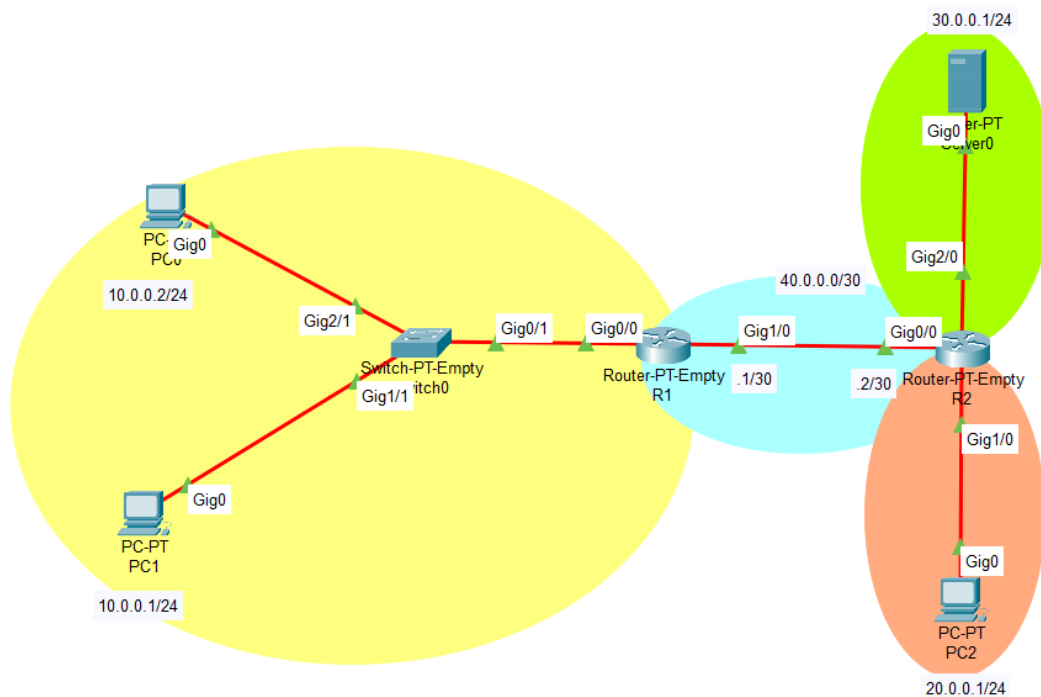 30.0.0.1/24
Gig0
Server0
Gig2/0
40.0.0.0/30
Gig0
PC0
10.0.0.2/24
Gig2/1
Gig0/1
Gig0/0
Gig1/0
Gig0/0
Switch-PT-Empty
Router-PT-Empty
R1
.1/30
.2/30
Router-PT-Empty
R2
Gig1/1
Gig1/0
Gig0
PC-PT
PC1
10.0.0.1/24
Gig0
PC-PT
PC2
20.0.0.1/24